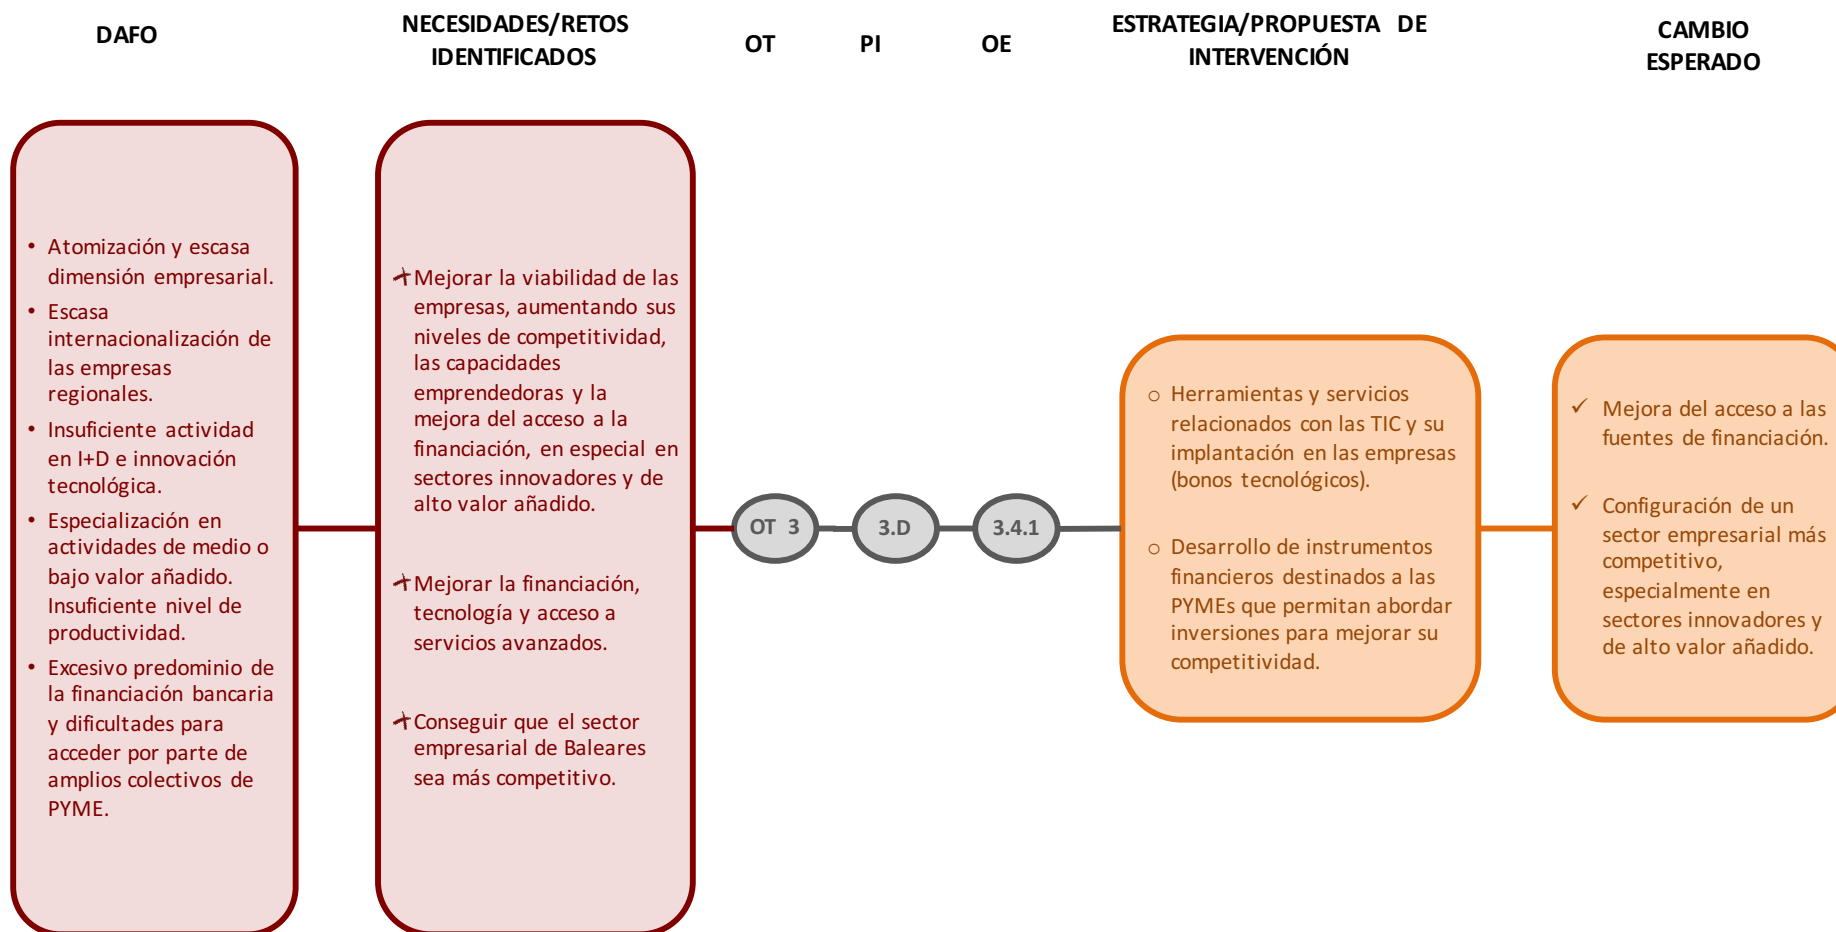 DAFO
NECESIDADES/RETOS
IDENTIFICADOS
OT
PI
OE
ESTRATEGIA/PROPUESTA DE
INTERVENCIÓN
CAMBIO
ESPERADO
• Atomización y escasa
dimensión empresarial.
• Escasa
internacionalización de
las empresas
regionales.
• Insuficiente actividad
en I+D e innovación
tecnológica.
• Especialización en
actividades de medio o
bajo valor añadido.
Insuficiente nivel de
productividad.
• Excesivo predominio de
la financiación bancaria
y dificultades para
acceder por parte de
amplios colectivos de
PYME.
Mejorar la viabilidad de las
empresas, aumentando sus
niveles de competitividad,
las capacidades
emprendedoras y la
mejora del acceso a la
financiación, en especial en
sectores innovadores y de
alto valor añadido.
Mejorar la financiación,
tecnología y acceso a
servicios avanzados.
Conseguir que el sector
empresarial de Baleares
sea más competitivo.
OT 3
3.D
3.4.1
o Herramientas y servicios
relacionados con las TIC y su
implantación en las empresas
(bonos tecnológicos).
o Desarrollo de instrumentos
financieros destinados a las
PYMEs que permitan abordar
inversiones para mejorar su
competitividad.
✓ Mejora del acceso a las
fuentes de financiación.
✓ Configuración de un
sector empresarial más
competitivo,
especialmente en
sectores innovadores y
de alto valor añadido.